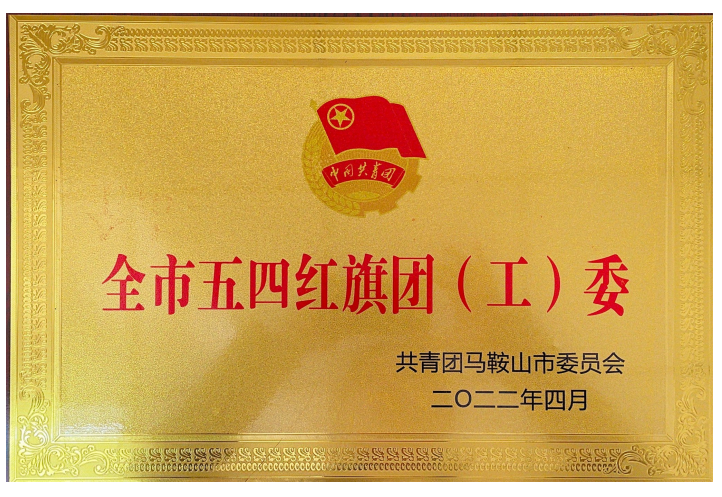 中国共青团
全市五四红旗团（工）委
共青团马鞍山市委员会
二〇二二年四月